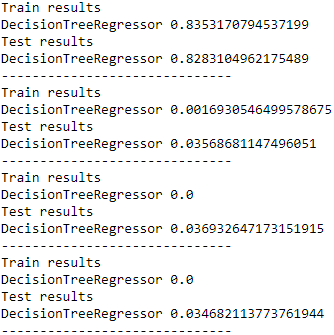 Train results
DecisionTreeRegressor 0.8353170794537199
Test results
DecisionTreeRegressor 0.8283104962175489
------------------------------
Train results
DecisionTreeRegressor 0.0016930546499578675
Test results
DecisionTreeRegressor 0.03568681147496051
------------------------------
Train results
DecisionTreeRegressor 0.0
Test results
DecisionTreeRegressor 0.036932647173151915
------------------------------
Train results
DecisionTreeRegressor 0.0
Test results
DecisionTreeRegressor 0.034682113773761944
------------------------------